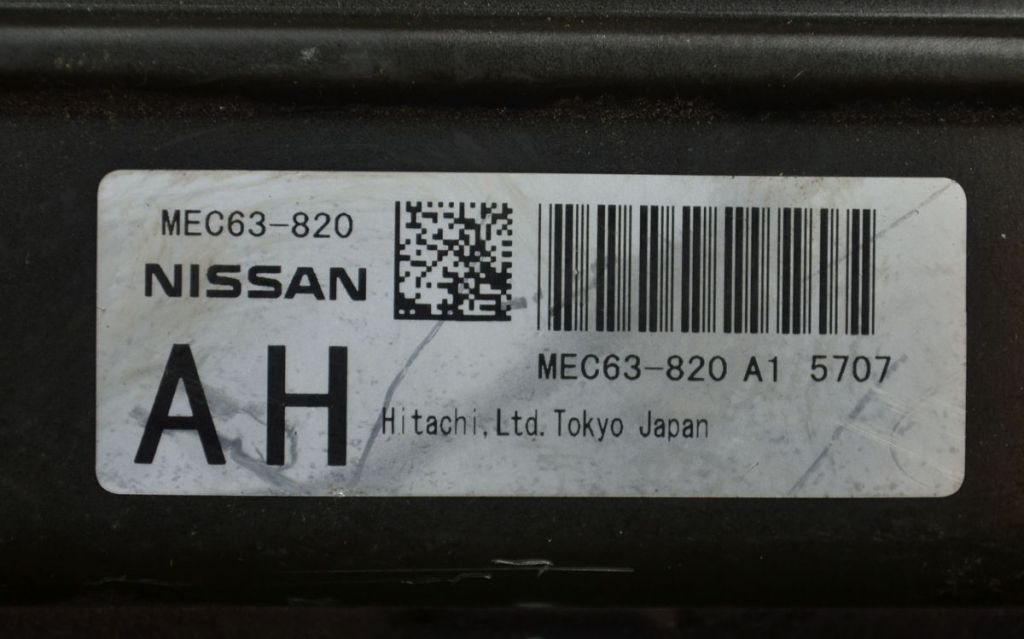 MEC63-820
NISSAN
AH
MEC63-820 A1 5707
Hitachi,Ltd.Tokyo Japan